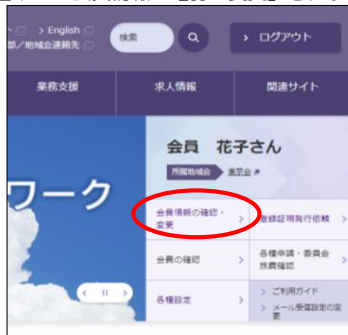 > English
部／地域会連絡先
検索
> ログアウト
業務支援
求人情報
関連サイト
会員 花子さん
所属地域会
東京会
ワーク
会員情報の確認・
変更
登録証明発行依頼
会費の確認
各種申請・委員会
旅費確認
各種設定
> ご利用ガイド
> メール受信設定の変
更